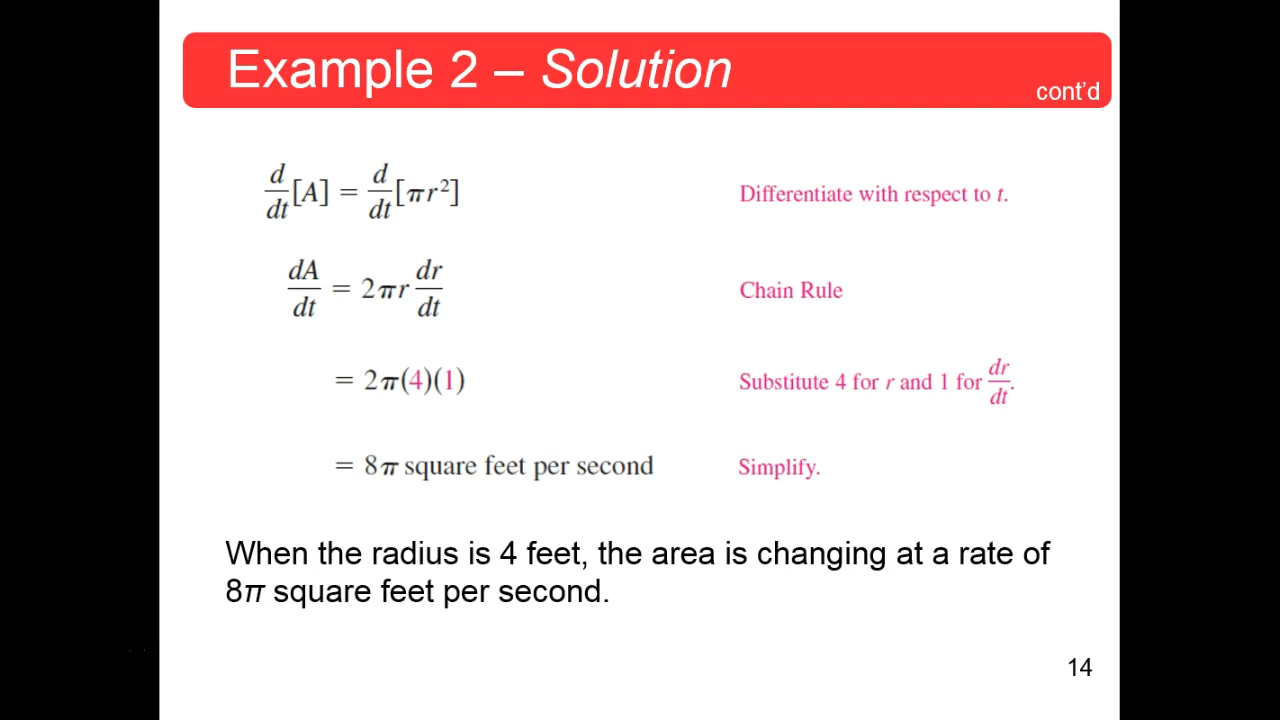 Example 2 – Solution
cont'd
d/dt [A] = d/dt [πr²] Differentiate with respect to t.
dA/dt = 2πr dr/dt Chain Rule
= 2π(4)(1) Substitute 4 for r and 1 for dr/dt.
= 8π square feet per second Simplify.
When the radius is 4 feet, the area is changing at a rate of
8π square feet per second.
14